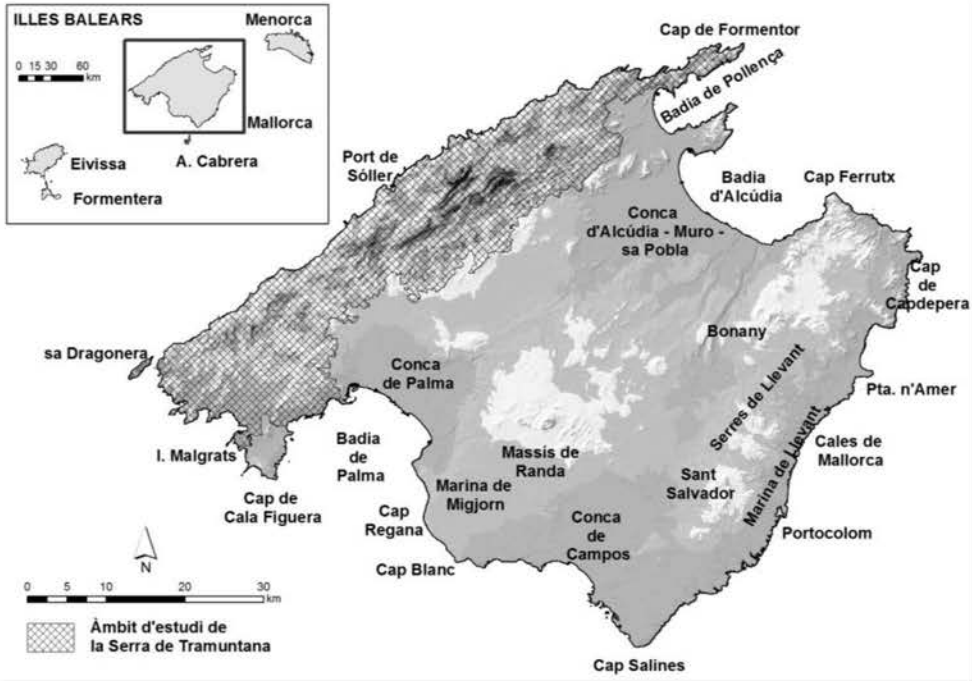 ILLES BALEARS
Menorca
0 15 30 60
km
Mallorca
A. Cabrera
Eivissa
Formentera
Cap de Formentor
Badia de Pollença
Port de
Sóller
Badia
d'Alcúdia
Cap Ferrutx
Conca
d'Alcúdia - Muro -
sa Pobla
Cap
de
Capdepera
Bonany
sa Dragonera
Conca
de Palma
Serres de Llevant
Pta. n'Amer
I. Malgrats
Badia
de
Palma
Massís de
Randa
Cales de
Mallorca
Marina de Llevant
Sant
Salvador
Marina de
Migjorn
Cap de
Cala Figuera
Cap
Regana
Conca
de
Campos
Portocolom
Cap Blanc
N
0 5 10 20 30
km
Àmbit d'estudi de
la Serra de Tramuntana
Cap Salines